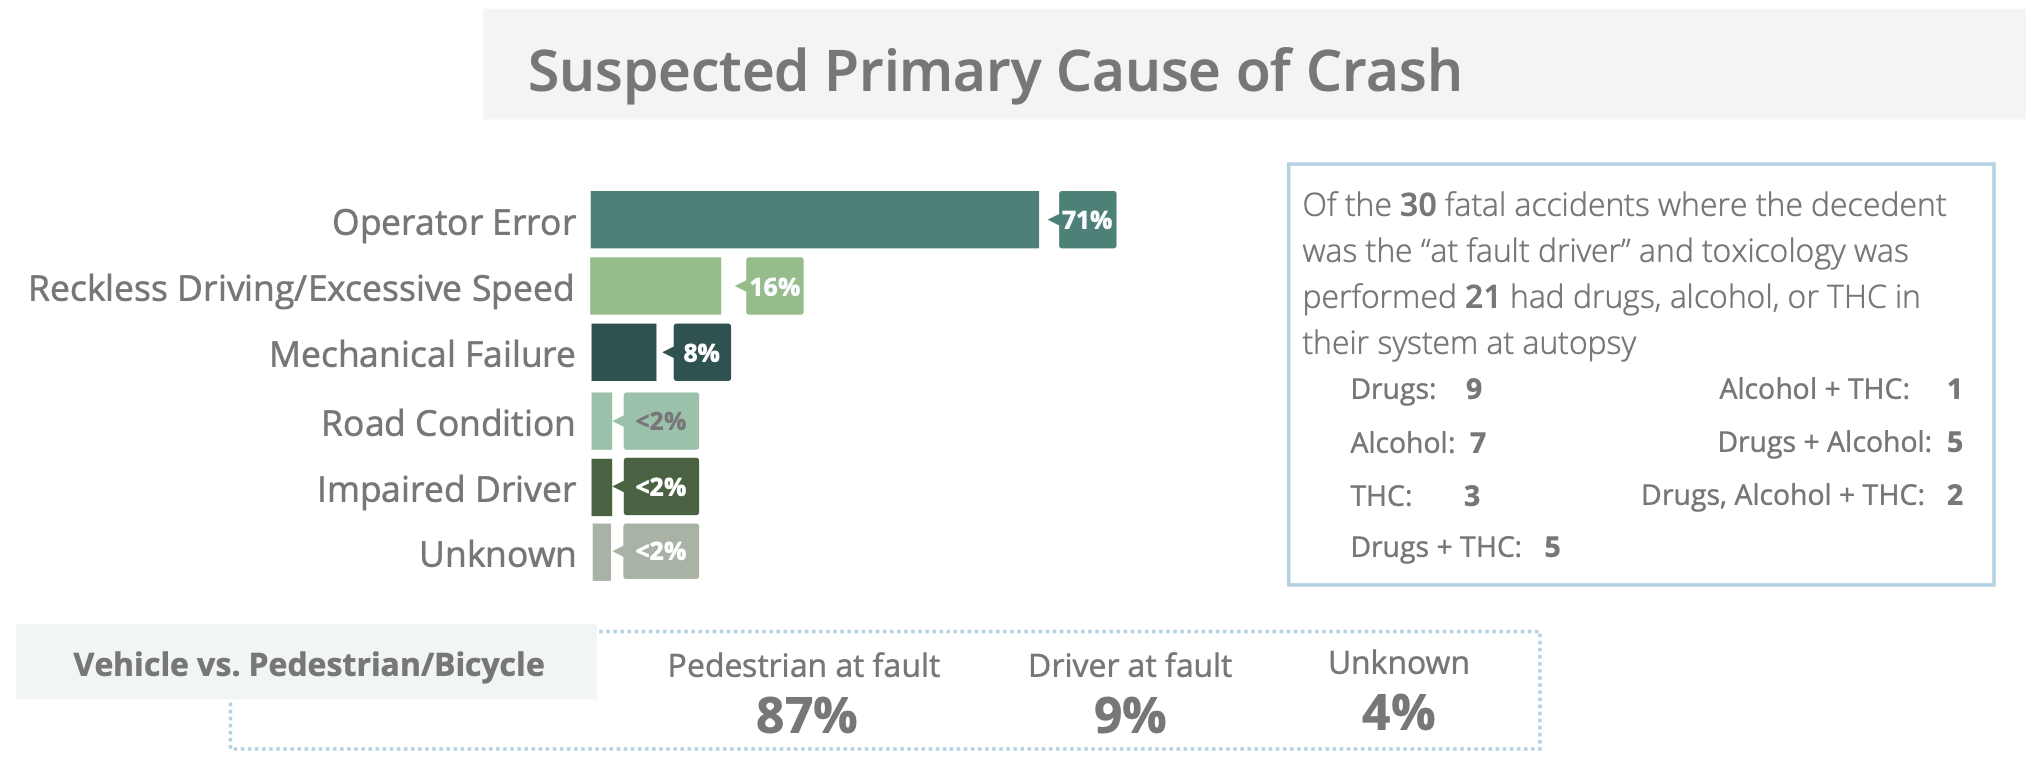 Suspected Primary Cause of Crash
Operator Error 71%
Reckless Driving/Excessive Speed 16%
Mechanical Failure 8%
Road Condition <2%
Impaired Driver <2%
Unknown <2%
Of the 30 fatal accidents where the decedent
was the “at fault driver” and toxicology was
performed 21 had drugs, alcohol, or THC in
their system at autopsy
Drugs: 9
Alcohol: 7
THC: 3
Drugs + THC: 5
Alcohol + THC: 1
Drugs + Alcohol: 5
Drugs, Alcohol + THC: 2
Vehicle vs. Pedestrian/Bicycle
Pedestrian at fault
87%
Driver at fault
9%
Unknown
4%